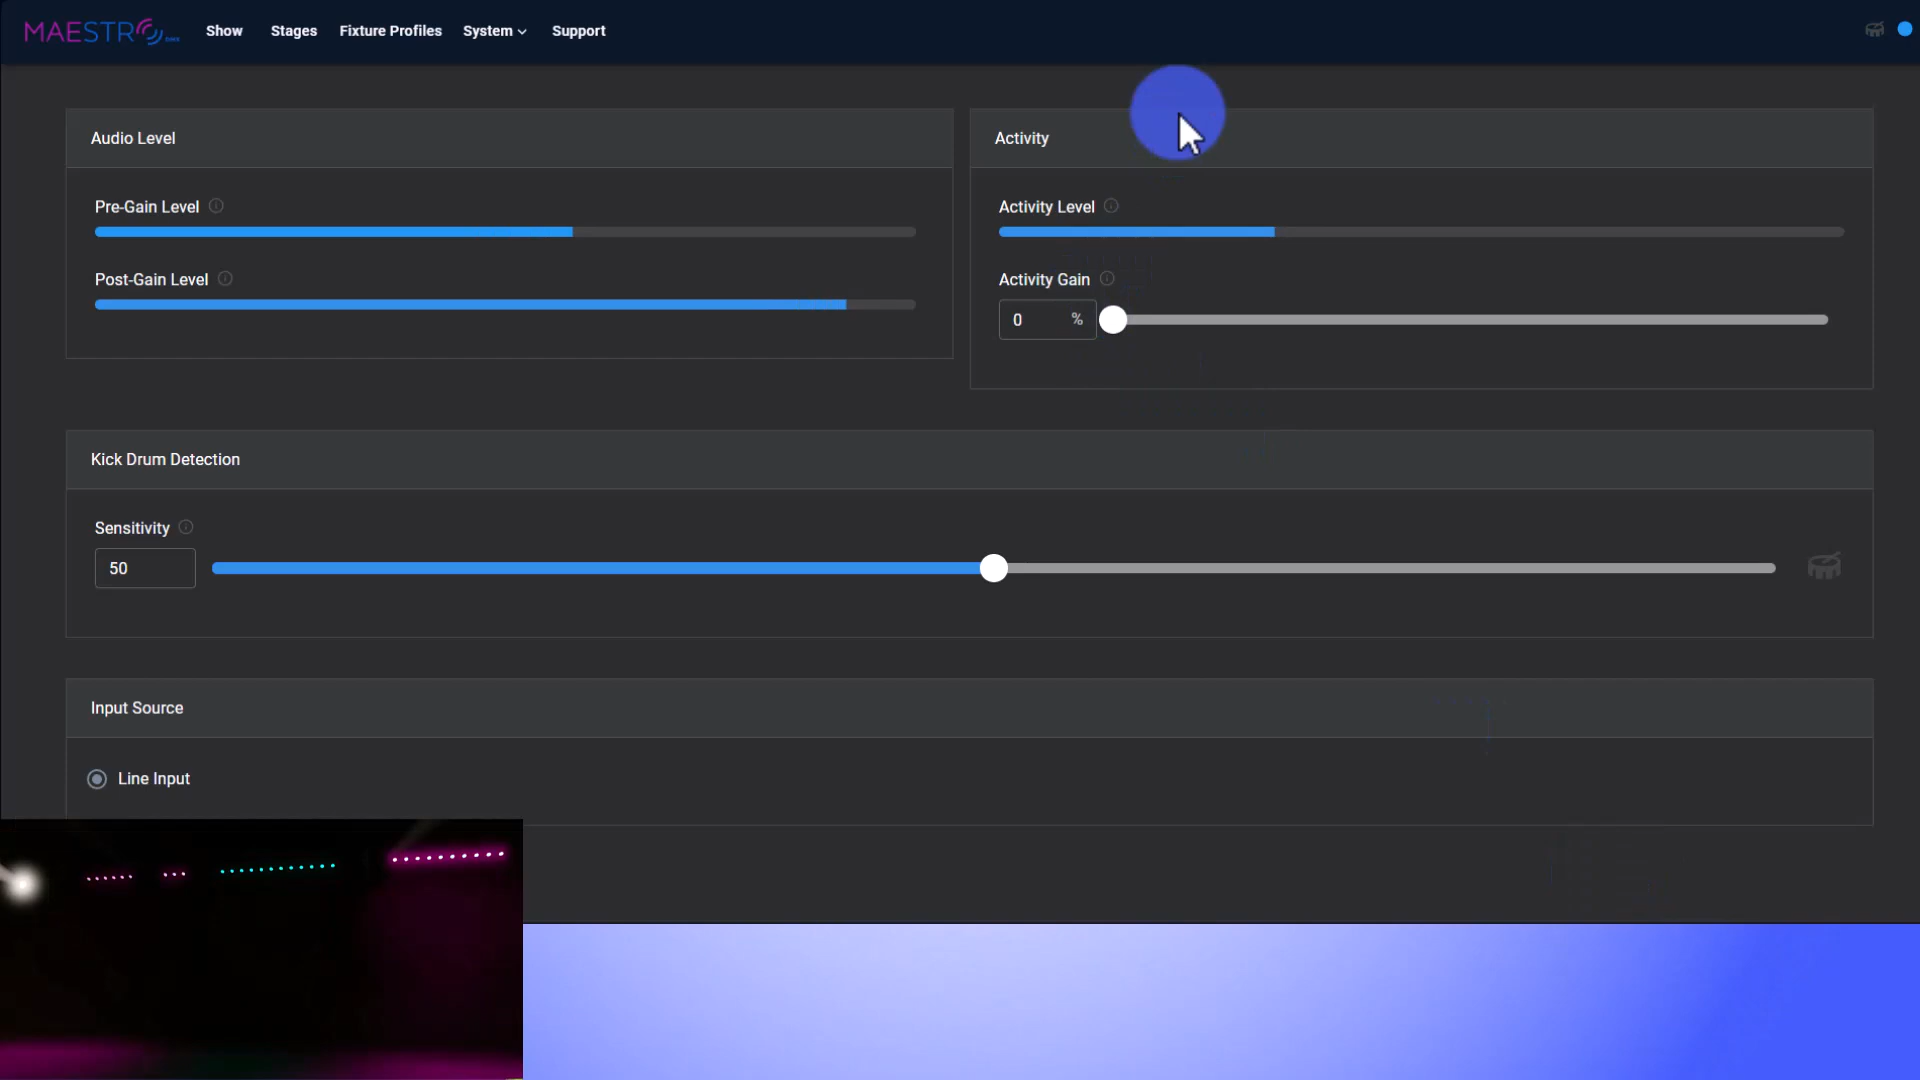 MAESTRO DMX
Show Stages Fixture Profiles System Support
Audio Level
Pre-Gain Level
Post-Gain Level
Activity
Activity Level
Activity Gain
0 %
Kick Drum Detection
Sensitivity
50
Input Source
Line Input